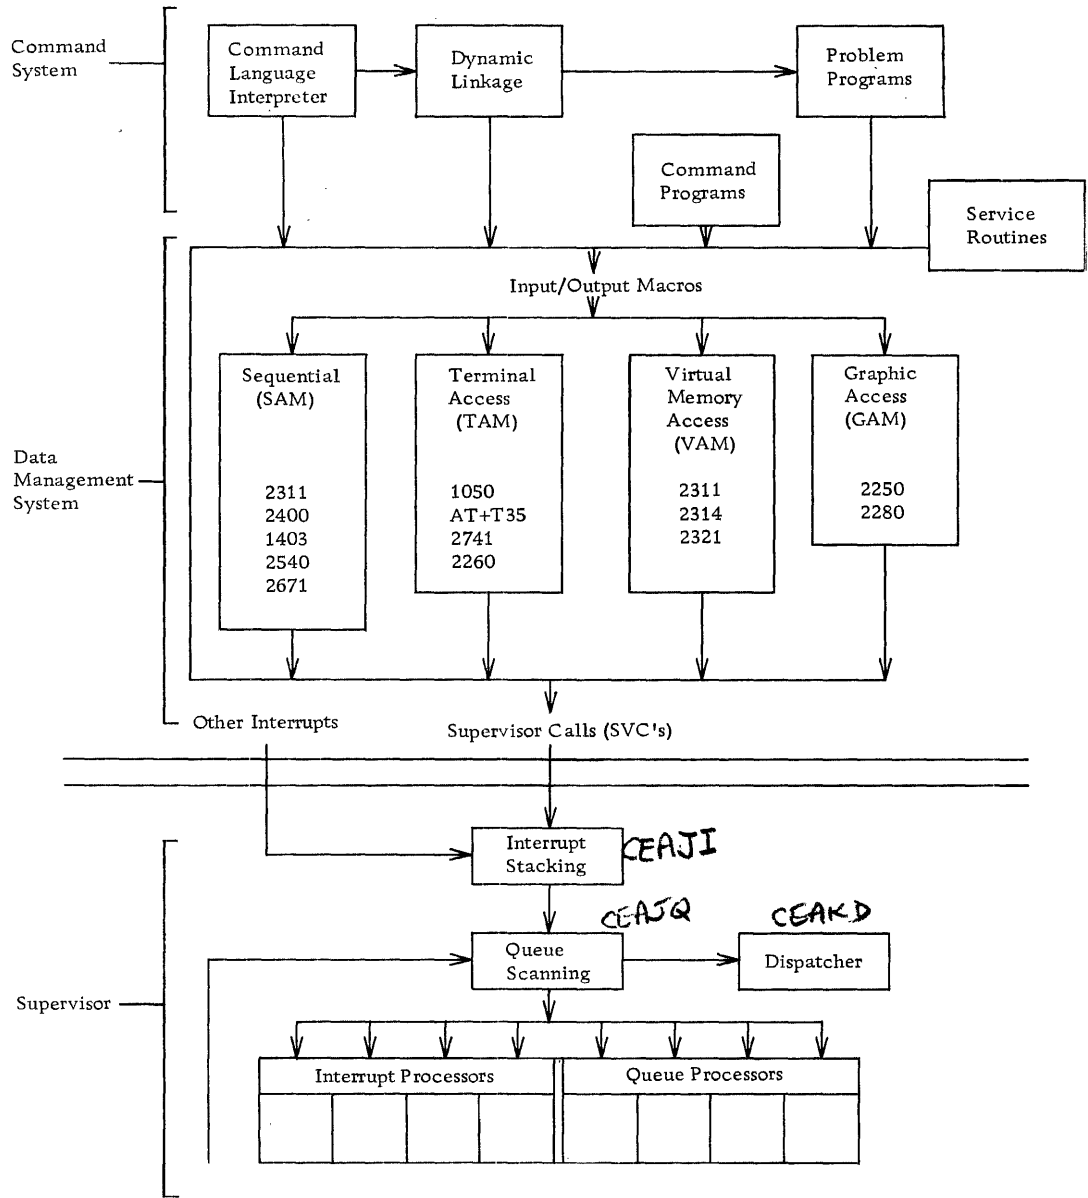 Command
System
Command
Language
Interpreter
Dynamic
Linkage
Problem
Programs
Command
Programs
Service
Routines
Input/Output Macros
Data
Management
System
Sequential
(SAM)
2311
2400
1403
2540
2671
Terminal
Access
(TAM)
1050
AT+T35
2741
2260
Virtual
Memory
Access
(VAM)
2311
2314
2321
Graphic
Access
(GAM)
2250
2280
Other Interrupts
Supervisor Calls (SVC's)
Interrupt
Stacking
CEAJI
CEAJQ
CEAKD
Queue
Scanning
Dispatcher
Supervisor
Interrupt Processors
Queue Processors